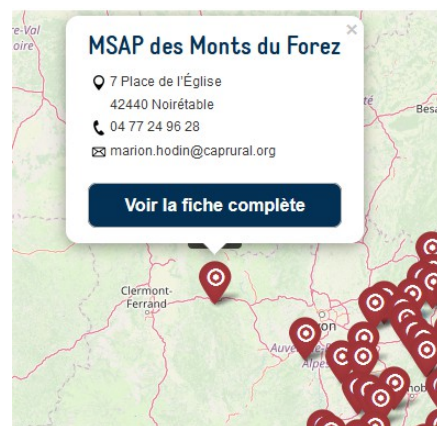 MSAP des Monts du Forez
×
7 Place de l'Église
42440 Noirétable
04 77 24 96 28
marion.hodin@caprural.org
Voir la fiche complète
Clermont-
Ferrand